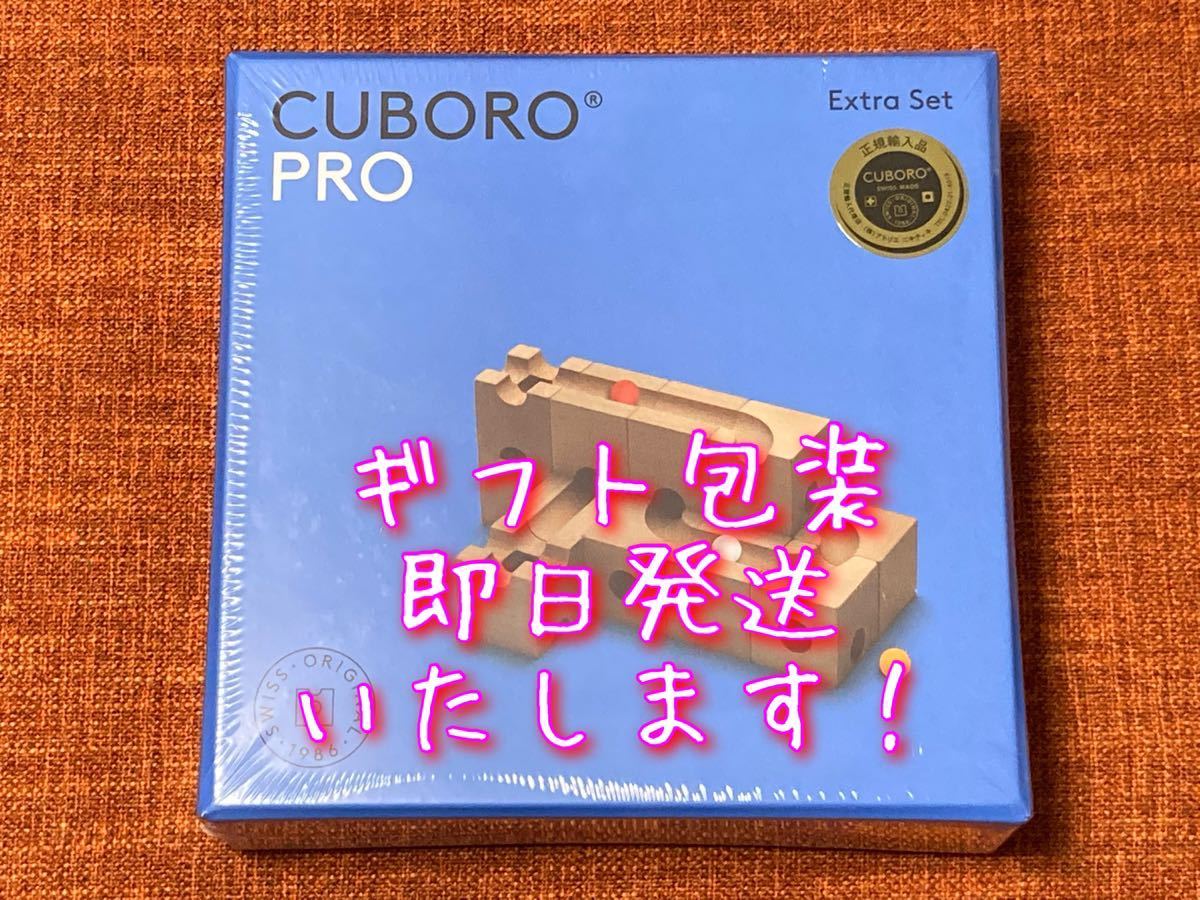 CUBORO®
PRO
Extra Set
正規輸入品
CUBORO®
SWISS MADE
ギフト包装
即日発送
いたします!
SWISS · ORIGINAL · 1986 ·